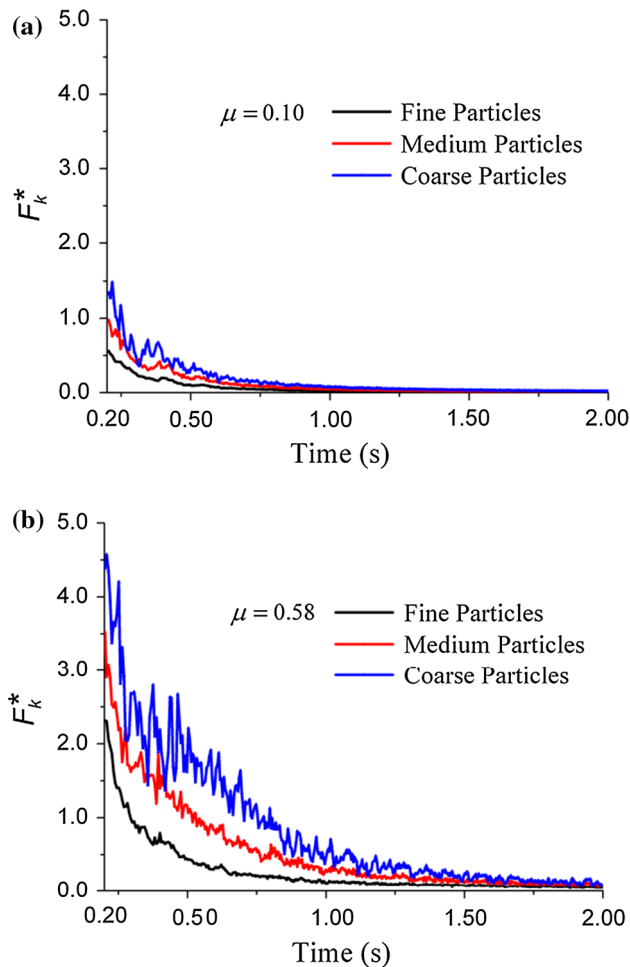 (a)
5.0
4.0
3.0
2.0
1.0
0.0
F*k
μ = 0.10
Fine Particles
Medium Particles
Coarse Particles
0.20 0.50 1.00 1.50 2.00
Time (s)
(b)
5.0
4.0
3.0
2.0
1.0
0.0
F*k
μ = 0.58
Fine Particles
Medium Particles
Coarse Particles
0.20 0.50 1.00 1.50 2.00
Time (s)